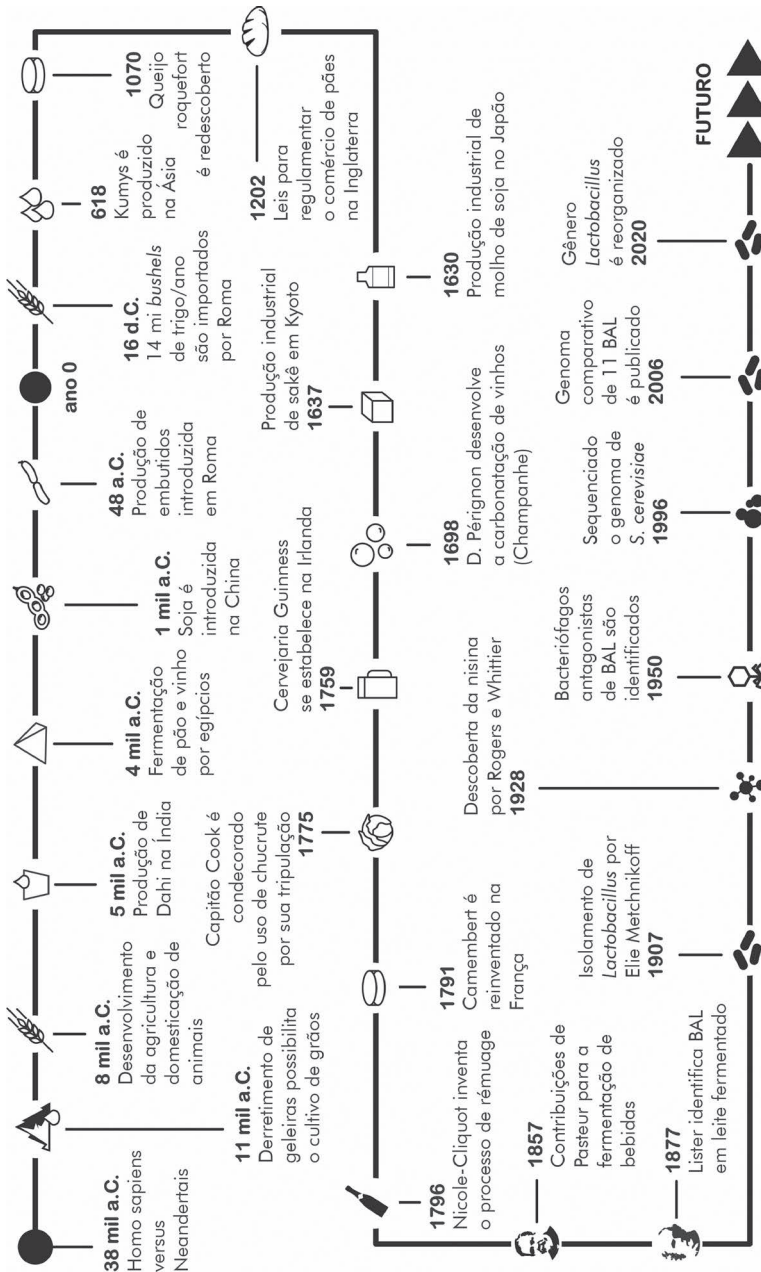 38 mil a.C.
Homo sapiens
versus
Neandertais
11 mil a.C.
Derretimento de
geleiras possibilita
o cultivo de grãos
8 mil a.C.
Desenvolvimento
da agricultura e
domesticação de
animais
5 mil a.C.
Produção de
Dahi na Índia
4 mil a.C.
Fermentação
de pão e vinho
por egípcios
1 mil a.C.
Soja é
introduzida
na China
48 a.C.
Produção de
embutidos
introduzida
em Roma
ano 0
16 d.C.
14 mi bushels
de trigo/ano
são importados
por Roma
618
Kumys é
produzido
na Ásia
1070
Queijo
roquefort
é redescoberto
1202
Leis para
regulamentar
o comércio de pães
na Inglaterra
1630
Produção industrial de
molho de soja no Japão
Produção industrial
de sakê em Kyoto
1637
1698
D. Pérignon desenvolve
a carbonatação de vinhos
(Champanhe)
Cervejaria Guinness
se estabelece na Irlanda
1759
Capitão Cook é
condecorado
pelo uso de chucrute
por sua tripulação
1775
1791
Camembert é
reinventado na
França
1796
Nicole-Cliquot inventa
o processo de rémuage
1857
Contribuições de
Pasteur para a
fermentação de
bebidas
1877
Lister identifica BAL
em leite fermentado
Isolamento de
Lactobacillus por
Elie Metchnikoff
1907
Descoberta da nisina
por Rogers e Whittier
1928
Bacteriófagos
antagonistas
de BAL são
identificados
1950
Sequenciado
o genoma de
S. cerevisiae
1996
Genoma
comparativo
de 11 BAL
é publicado
2006
Gênero
Lactobacillus
é reorganizado
2020
FUTURO